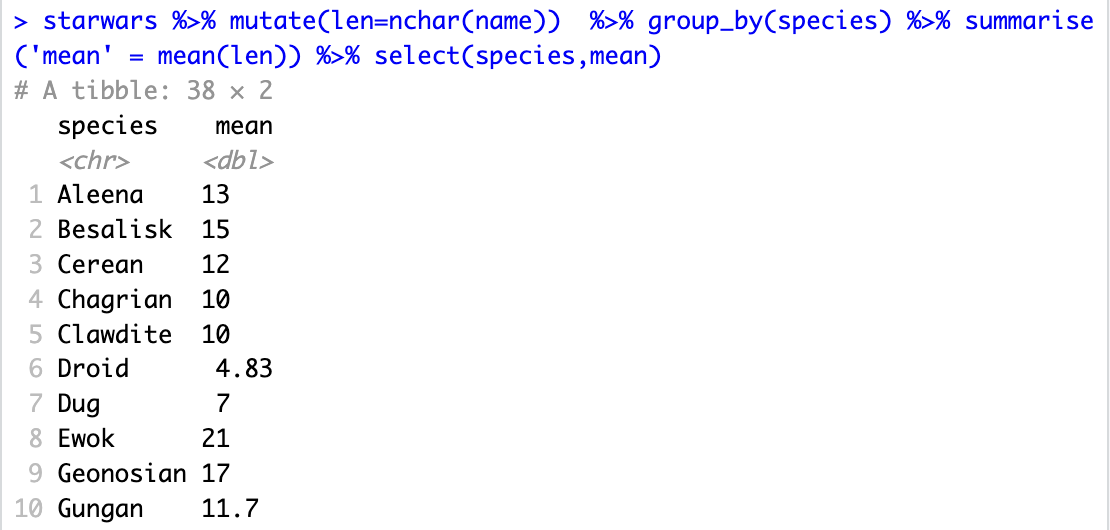 > starwars %>% mutate(len=nchar(name))  %>% group_by(species) %>% summarise
('mean' = mean(len)) %>% select(species,mean)
# A tibble: 38 × 2
   species    mean
   <chr>     <dbl>
 1 Aleena    13
 2 Besalisk  15
 3 Cerean    12
 4 Chagrian  10
 5 Clawdite  10
 6 Droid      4.83
 7 Dug        7
 8 Ewok      21
 9 Geonosian 17
10 Gungan    11.7